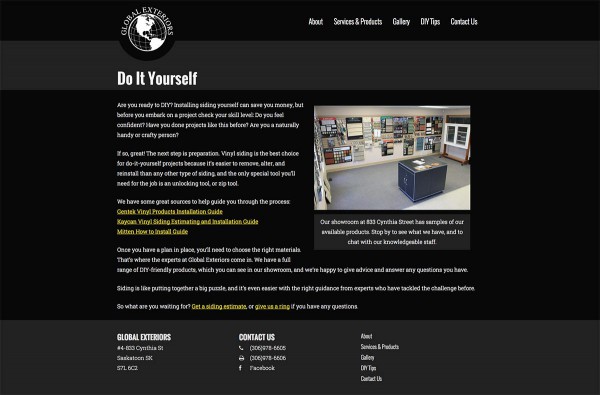 GLOBAL EXTERIORS
About Services & Products Gallery DIY Tips Contact Us
Do It Yourself
Are you ready to DIY? Installing siding yourself can save you money, but
before you embark on a project check your skill level: Do you feel
confident? Have you done projects like this before? Are you a naturally
handy or crafty person?
If so, great! The next step is preparation. Vinyl siding is the best choice
for do-it-yourself projects because it's easier to remove, alter, and
reinstall than any other type of siding, and the only special tool you'll
need for the job is an unlocking tool, or zip tool.
We have some great sources to help guide you through the process:
Gentek Vinyl Products Installation Guide
Kaycan Vinyl Siding Estimating and Installation Guide
Mitten How to Install Guide
Our showroom at 833 Cynthia Street has samples of our
available products. Stop by to see what we have, and to
chat with our knowledgeable staff.
Once you have a plan in place, you'll need to choose the right materials.
That's where the experts at Global Exteriors come in. We have a full
range of DIY-friendly products, which you can see in our showroom, and we're happy to give advice and answer any questions you have.
Siding is like putting together a big puzzle, and it's even easier with the right guidance from experts who have tackled the challenge before.
So what are you waiting for? Get a siding estimate, or give us a ring if you have any questions.
GLOBAL EXTERIORS
#4-833 Cynthia St
Saskatoon SK
S7L 6C2
CONTACT US
(306)978-6605
(306)978-6606
Facebook
About
Services & Products
Gallery
DIY Tips
Contact Us